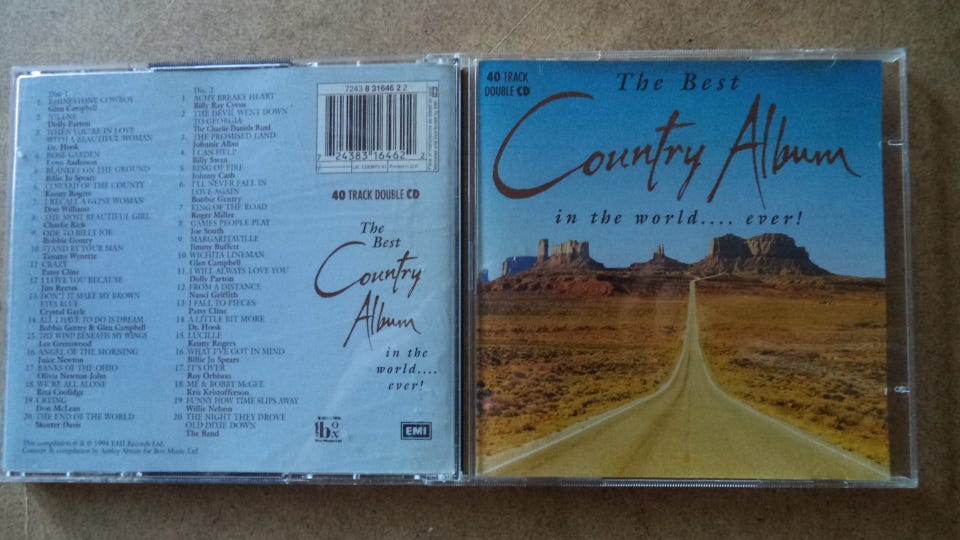 Disc 1
1. RHINESTONE COWBOY
Glen Campbell
2. JOLENE
Dolly Parton
3. WHEN YOU'RE IN LOVE
WITH A BEAUTIFUL WOMAN
Dr. Hook
4. ROSE GARDEN
Lynn Anderson
5. BLANKET ON THE GROUND
Billie Jo Spears
6. COWARD OF THE COUNTY
Kenny Rogers
7. I RECALL A GYPSY WOMAN
Don Williams
8. THE MOST BEAUTIFUL GIRL
Charlie Rich
9. ODE TO BILLY JOE
Bobbie Gentry
10. STAND BY YOUR MAN
Tammy Wynette
11. CRAZY
Patsy Cline
12. I LOVE YOU BECAUSE
Jim Reeves
13. DON'T IT MAKE MY BROWN
EYES BLUE
Crystal Gayle
14. ALL I HAVE TO DO IS DREAM
Bobbie Gentry & Glen Campbell
15. THE WIND BENEATH MY WINGS
Lee Greenwood
16. ANGEL OF THE MORNING
Juice Newton
17. BANKS OF THE OHIO
Olivia Newton-John
18. WE'RE ALL ALONE
Rita Coolidge
19. CRYING
Don McLean
20. THE END OF THE WORLD
Skeeter Davis
Disc 2
1 ACHY BREAKY HEART
Billy Ray Cyrus
2. THE DEVIL WENT DOWN
TO GEORGIA
The Charlie Daniels Band
3. THE PROMISED LAND
Johnnie Allan
4. I CAN HELP
Billy Swan
5. RING OF FIRE
Johnny Cash
6. I'LL NEVER FALL IN
LOVE AGAIN
Bobbie Gentry
7. KING OF THE ROAD
Roger Miller
8. GAMES PEOPLE PLAY
Joe South
9. MARGARITAVILLE
Jimmy Buffett
10. WICHITA LINEMAN
Glen Campbell
11. I WILL ALWAYS LOVE YOU
Dolly Parton
12. FROM A DISTANCE
Nanci Griffith
13. I FALL TO PIECES
Patsy Cline
14. A LITTLE BIT MORE
Dr. Hook
15. LUCILLE
Kenny Rogers
16. WHAT I'VE GOT IN MIND
Billie Jo Spears
17. IT'S OVER
Roy Orbison
18. ME & BOBBY McGEE
Kris Kristofferson
19. FUNNY HOW TIME SLIPS AWAY
Willie Nelson
20. THE NIGHT THEY DROVE
OLD DIXIE DOWN
The Band
This compilation ℗ & © 1994 EMI Records Ltd.
Concept & compilation by Ashley Abram for Box Music Ltd
7243 8 31646 2 2
7 24383 16462 2
40 TRACK DOUBLE CD
The
Best
Country
Album
in the
world....
ever!
box
EMI
40 TRACK
DOUBLE CD
The Best
Country Album
in the world.... ever!